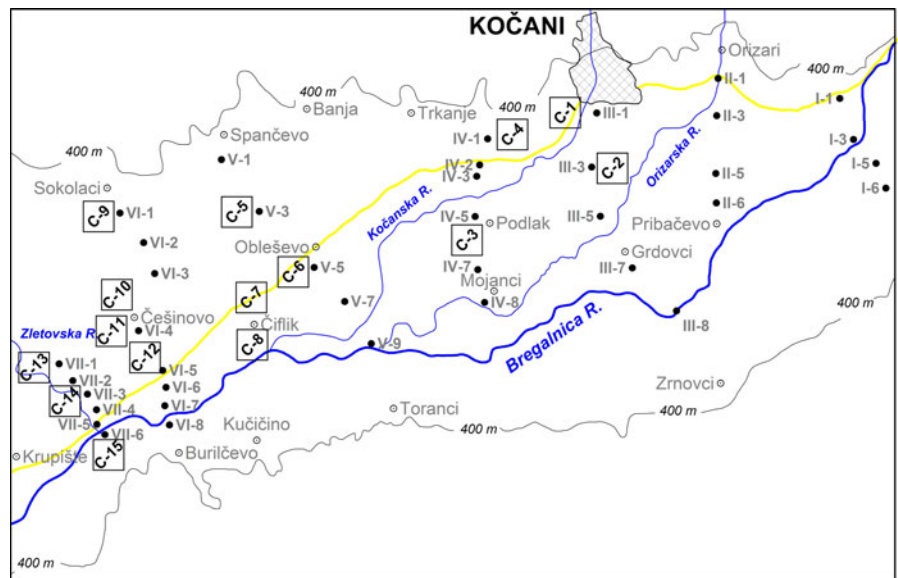 KOČANI
Orizari
400 m
II-1
400 m
Banja
Trkanje
400 m
C-1
III-1
I-1
II-3
Spančevo
IV-1
C-4
Orizarska R.
I-3
400 m
V-1
IV-2
IV-3
III-3
C-2
II-5
I-5
I-6
Sokolaci
Kočanska R.
C-9
VI-1
C-5
V-3
IV-5
Podlak
III-5
II-6
Pribačevo
VI-2
Obleševo
C-3
Grdovci
C-6
V-5
IV-7
III-7
VI-3
Mojanci
C-10
C-7
V-7
IV-8
400 m
Češinovo
Čiflik
III-8
Zletovska R.
C-11
VI-4
C-8
V-9
Bregalnica R.
C-13
VII-1
C-12
VI-5
VII-2
VI-6
Zrnovci
C-14
VII-3
VII-4
VI-7
Toranci
400 m
VII-5
VI-8
Kučičino
400 m
VII-6
Krupište
C-15
Burilčevo
400 m